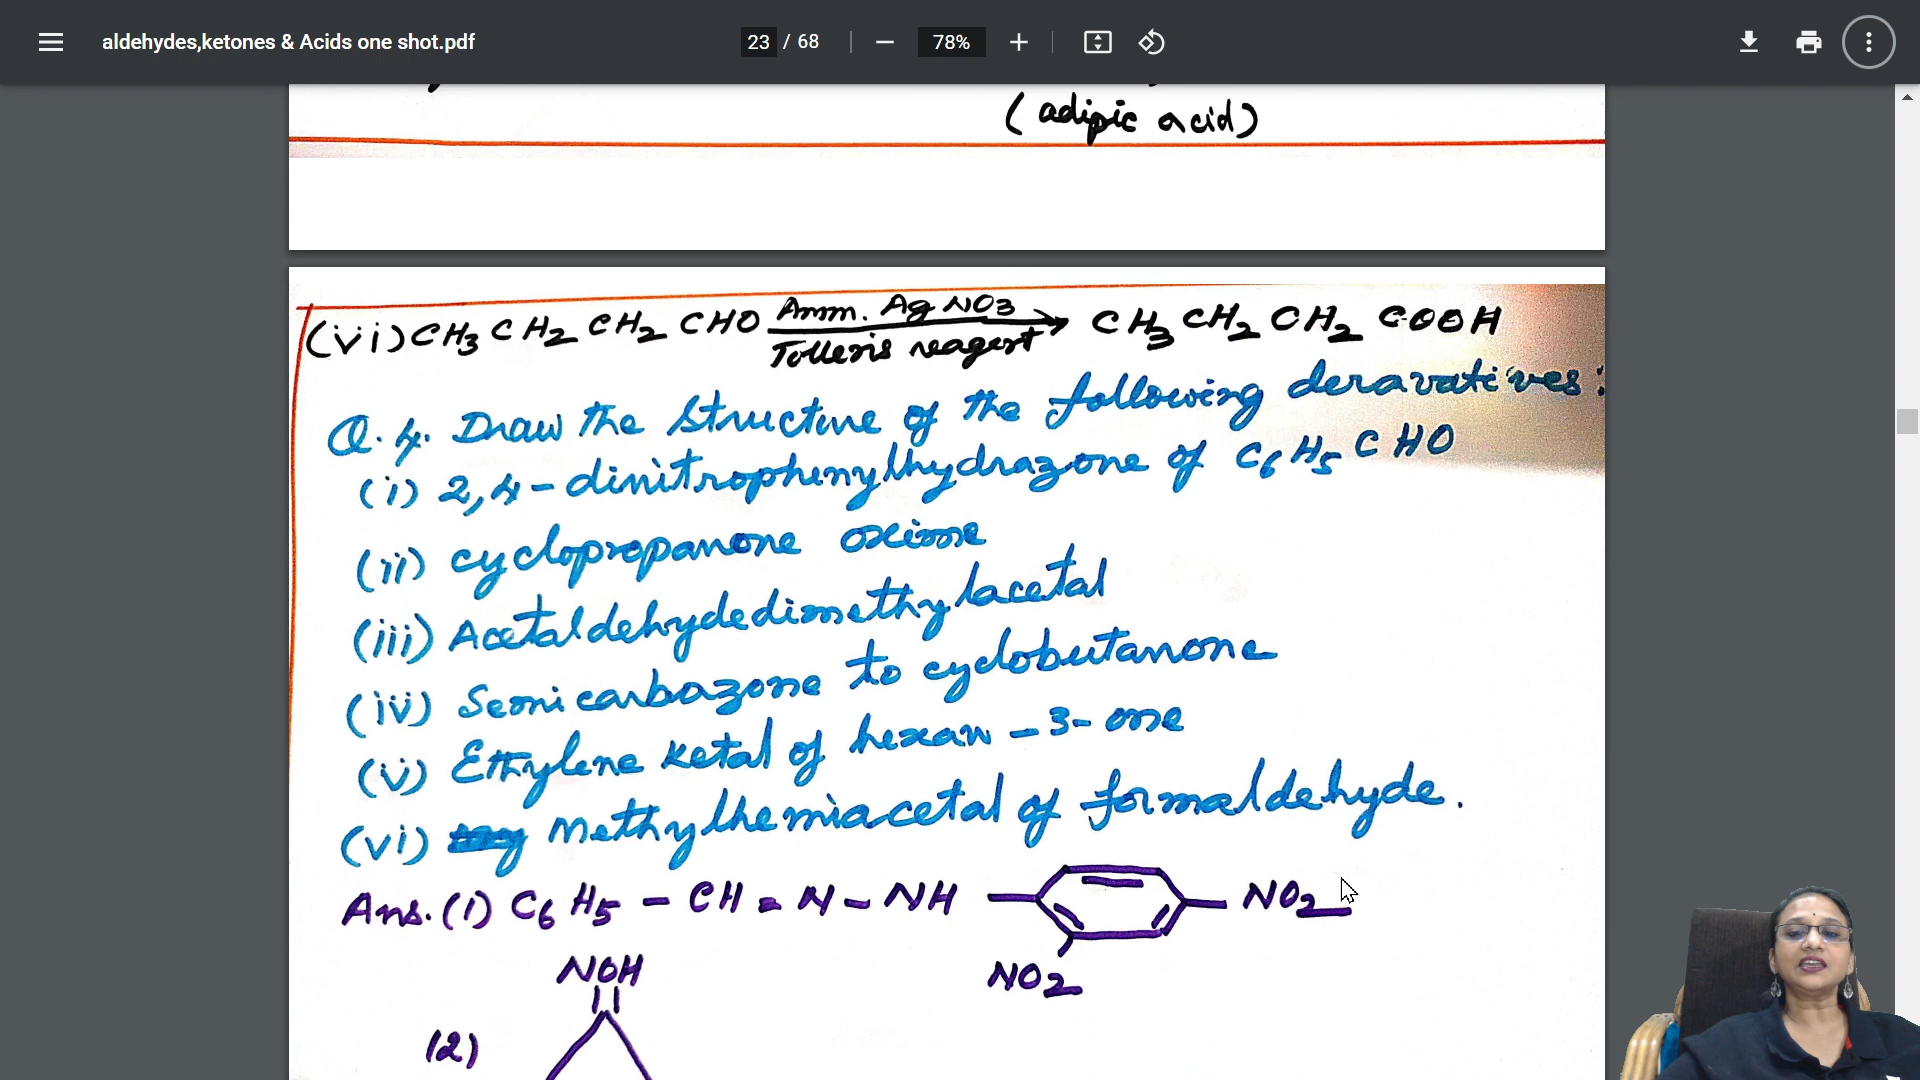 aldehydes,ketones & Acids one shot.pdf
23 / 68
78%
(adipic acid)
(vi) CH3 CH2 CH2 CHO Amm. AgNO3 CH3 CH2 CH2 COOH
Tollen's reagent
Q.4. Draw the structure of the following deravatives:
(i) 2,4-dinitrophenylhydrazone of C6H5CHO
(ii) cyclopropanone oxime
(iii) Acetaldehydedimethylacetal
(iv) Semicarbazone to cyclobutanone
(v) Ethylene ketal of hexan-3-one
(vi) Methylhemiacetal of formaldehyde.
Ans. (1) C6H5 - CH = N - NH - NO2
NO2
NOH
(2)